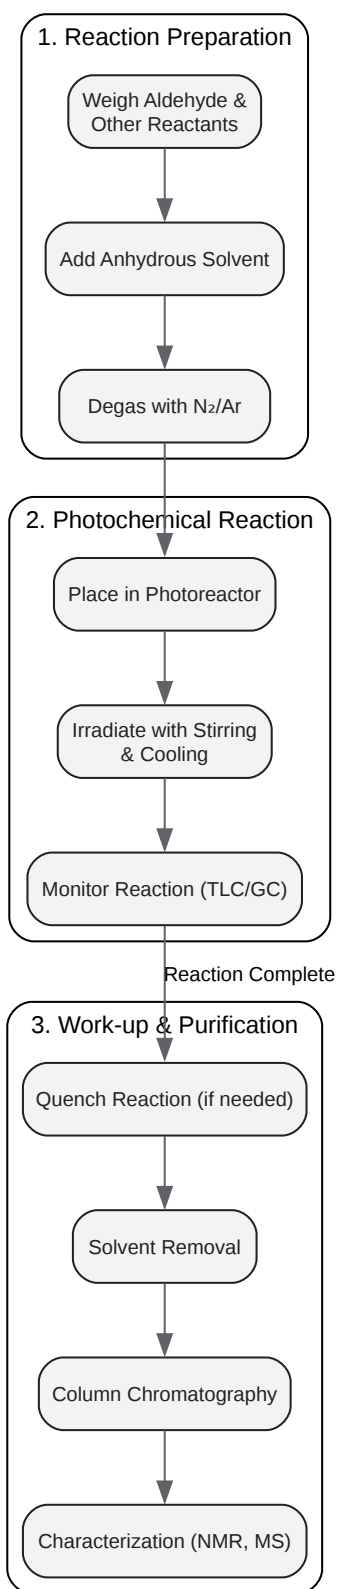 1. Reaction Preparation
Weigh Aldehyde &
Other Reactants
Add Anhydrous Solvent
Degas with N₂/Ar
2. Photochemical Reaction
Place in Photoreactor
Irradiate with Stirring
& Cooling
Monitor Reaction (TLC/GC)
Reaction Complete
3. Work-up & Purification
Quench Reaction (if needed)
Solvent Removal
Column Chromatography
Characterization (NMR, MS)